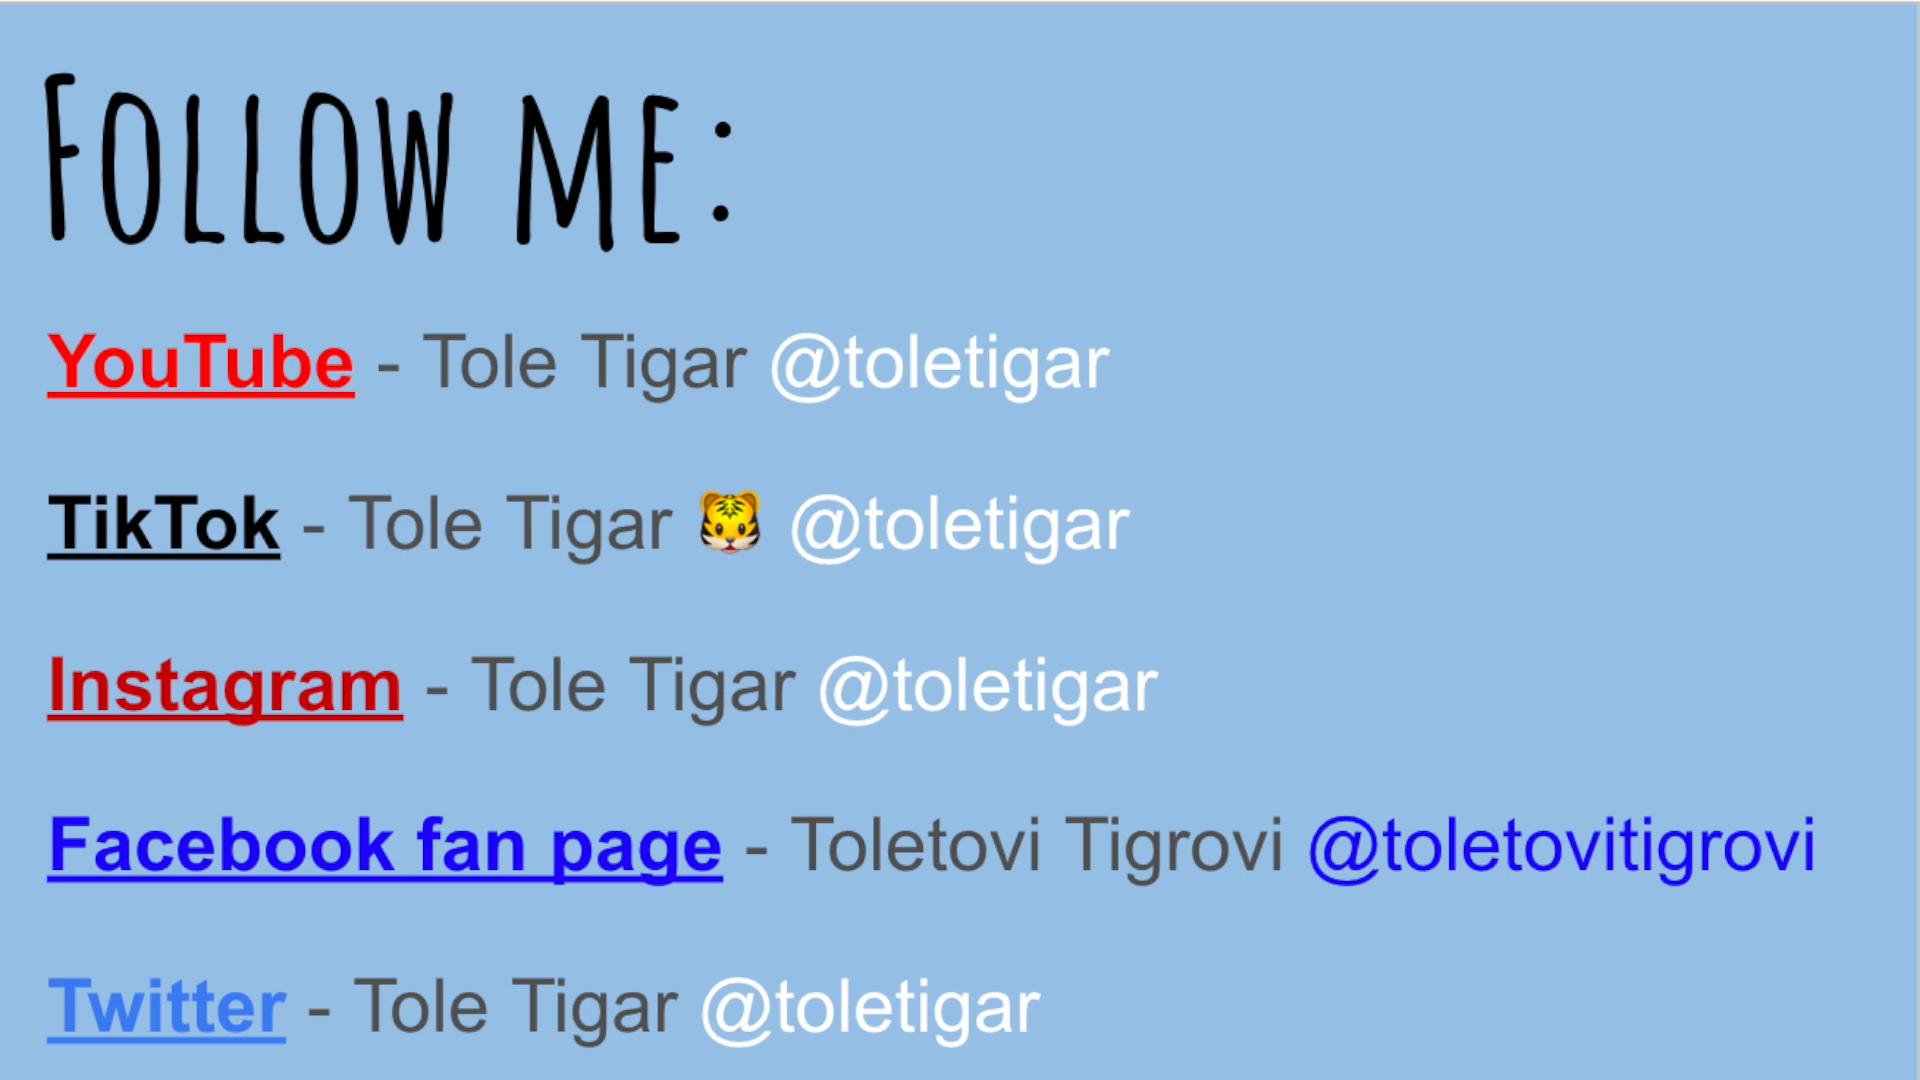 Follow me:
YouTube - Tole Tigar @toletigar
TikTok - Tole Tigar 🐯 @toletigar
Instagram - Tole Tigar @toletigar
Facebook fan page - Toletovi Tigrovi @toletovitigrovi
Twitter - Tole Tigar @toletigar